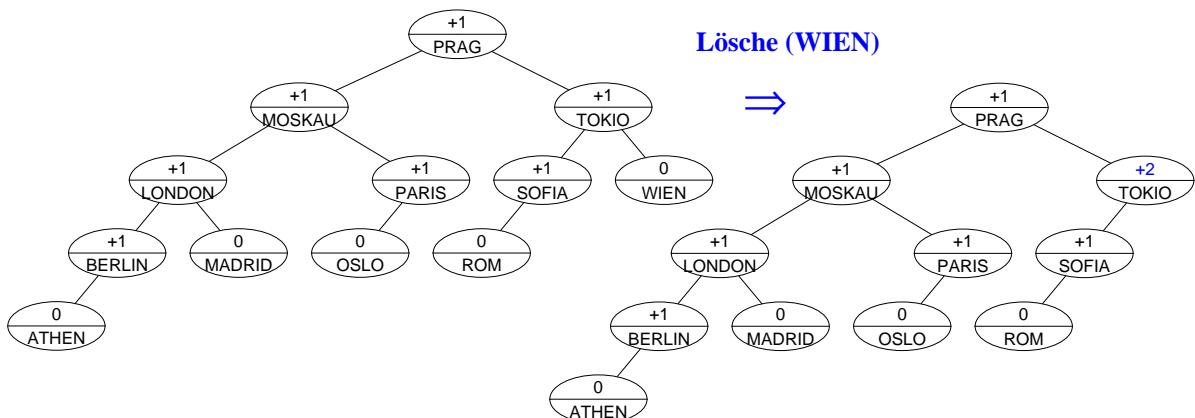 +1
PRAG
Lösche (WIEN)
+1 +1
MOSKAU TOKIO
⇒
+1 +1 +1 0
LONDON PARIS SOFIA WIEN
+1 0 0 0
BERLIN MADRID OSLO ROM
0
ATHEN
+1
PRAG
+1 +2
MOSKAU TOKIO
+1 +1 +1
LONDON PARIS SOFIA
+1 0 0 0
BERLIN MADRID OSLO ROM
0
ATHEN